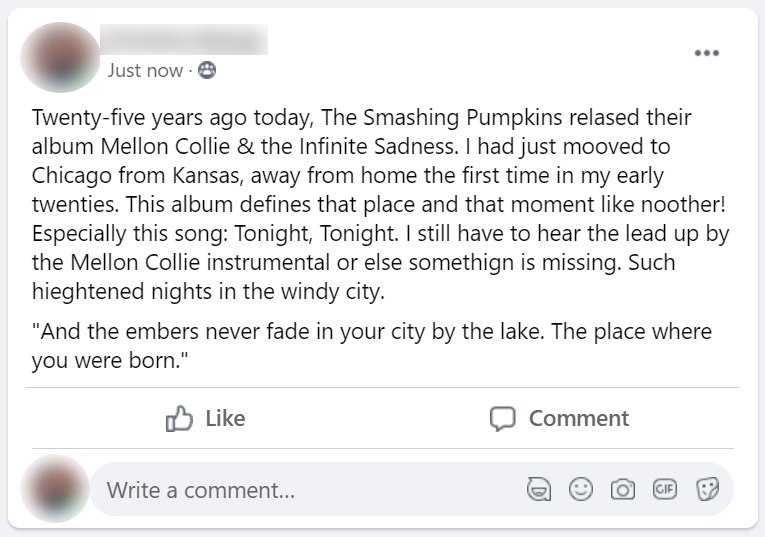 Just now ·
Twenty-five years ago today, The Smashing Pumpkins relased their
album Mellon Collie & the Infinite Sadness. I had just mooved to
Chicago from Kansas, away from home the first time in my early
twenties. This album defines that place and that moment like noother!
Especially this song: Tonight, Tonight. I still have to hear the lead up by
the Mellon Collie instrumental or else somethign is missing. Such
hieghtened nights in the windy city.
"And the embers never fade in your city by the lake. The place where
you were born."
Like Comment
Write a comment... GIF